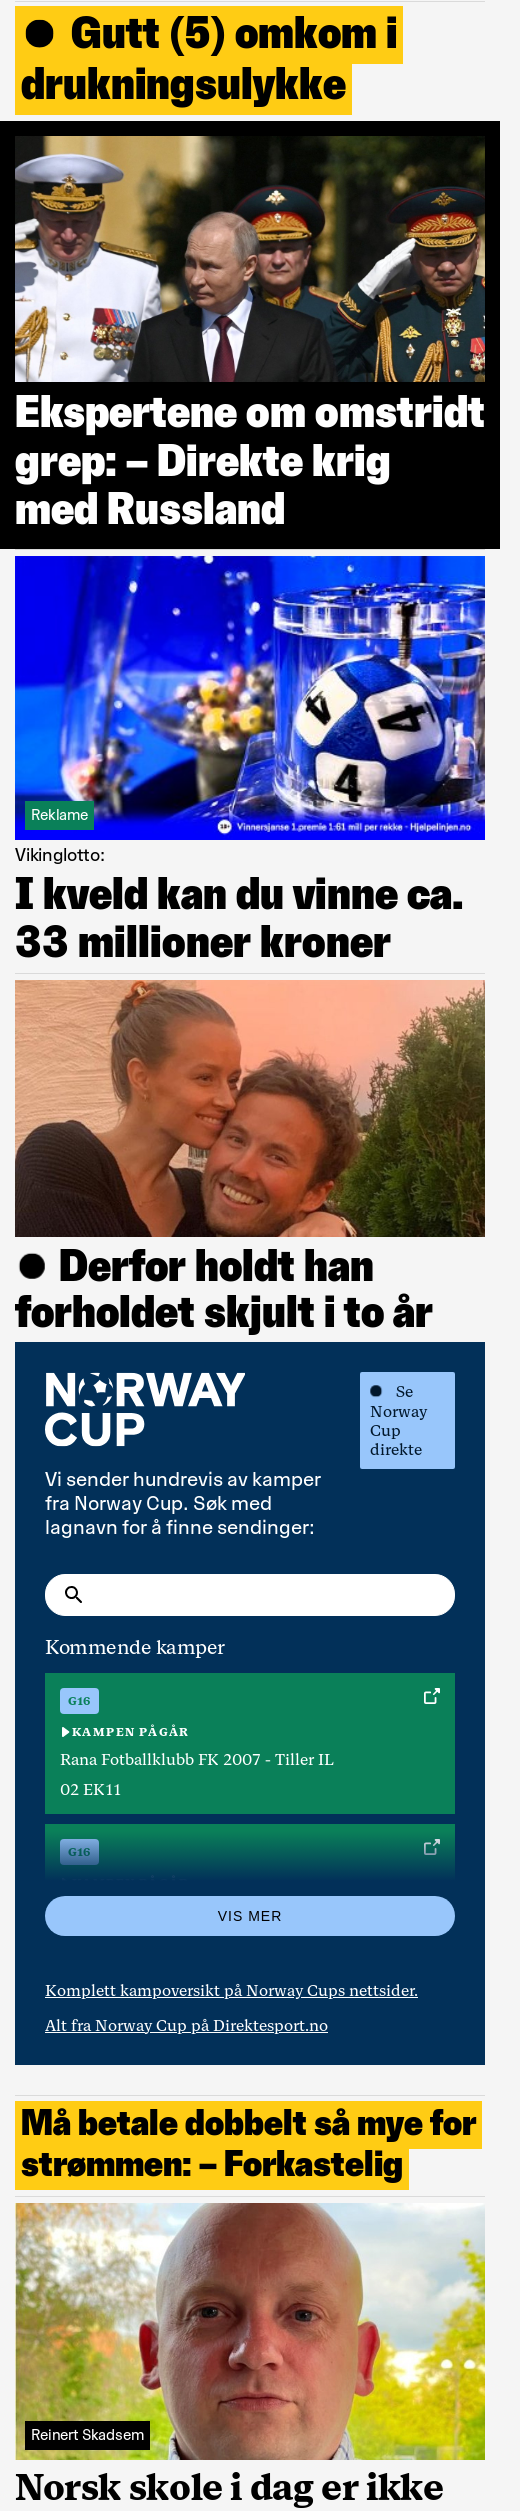 Gutt (5) omkom i
drukningsulykke
Ekspertene om omstridt
grep: – Direkte krig
med Russland
4
4
4
Reklame
18+ Vinnersjanse 1.premie 1:61 mill per rekke - Hjelpelinjen.no
Vikinglotto:
I kveld kan du vinne ca.
33 millioner kroner
Derfor holdt han
forholdet skjult i to år
NORWAY
CUP
Se
Norway
Cup
direkte
Vi sender hundrevis av kamper
fra Norway Cup. Søk med
lagnavn for å finne sendinger:
Kommende kamper
G16
KAMPEN PÅGÅR
Rana Fotballklubb FK 2007 - Tiller IL
02 EK11
G16
VIS MER
Komplett kampoversikt på Norway Cups nettsider.
Alt fra Norway Cup på Direktesport.no
Må betale dobbelt så mye for
strømmen: – Forkastelig
Reinert Skadsem
Norsk skole i dag er ikke